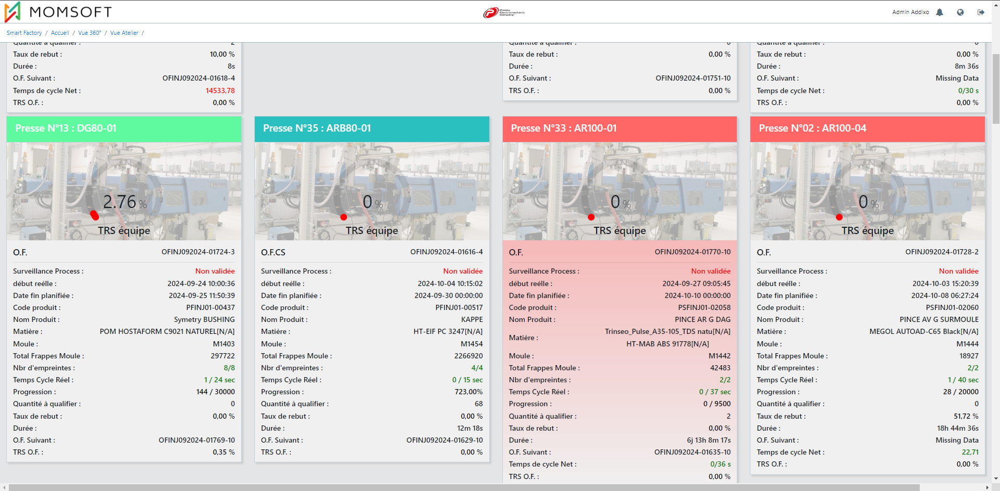 MOMSOFT
Plastic
Electromechanic
Company
Admin Addixo
Smart Factory / Accueil / Vue 360° / Vue Atelier /
Quantité à qualifier : 2
Taux de rebut : 10,00 %
Durée : 8s
O.F. Suivant : OFINJ092024-01618-4
Temps de cycle Net : 14533,78
TRS O.F. : 0,00 %
Quantité à qualifier : 0
Taux de rebut : 0,00 %
Durée :
O.F. Suivant : OFINJ092024-01751-10
TRS O.F. : 0,00 %
Quantité à qualifier : 0
Taux de rebut : 0,00 %
Durée : 8m 36s
O.F. Suivant : Missing Data
Temps de cycle Net : 0/30 s
TRS O.F. : 0,00 %
Presse N°13 : DG80-01
2.76 %
TRS équipe
O.F. OFINJ092024-01724-3
Surveillance Process : Non validée
début reélle : 2024-09-24 10:00:36
Date fin planifiée : 2024-09-25 11:50:39
Code produit : PFINJ01-00437
Nom Produit : Symetry BUSHING
Matière : POM HOSTAFORM C9021 NATUREL[N/A]
Moule : M1403
Total Frappes Moule : 297722
Nbr d'empreintes : 8/8
Temps Cycle Réel : 1 / 24 sec
Progression : 144 / 30000
Quantité à qualifier : 0
Taux de rebut : 0,00 %
Durée :
O.F. Suivant : OFINJ092024-01769-10
TRS O.F. : 0,35 %
Presse N°35 : ARB80-01
0 %
TRS équipe
O.F.CS OFINJ092024-01616-4
Surveillance Process : Non validée
début reélle : 2024-10-04 10:15:02
Date fin planifiée : 2024-09-30 00:00:00
Code produit : PFINJ01-00517
Nom Produit : KAPPE
Matière : HT-EIF PC 3247[N/A]
Moule : M1454
Total Frappes Moule : 2266920
Nbr d'empreintes : 4/4
Temps Cycle Réel : 0 / 15 sec
Progression : 723,00%
Quantité à qualifier : 68
Taux de rebut : 0,00 %
Durée : 12m 18s
O.F. Suivant : OFINJ092024-01629-10
TRS O.F. : 0,00 %
Presse N°33 : AR100-01
0 %
TRS équipe
O.F. OFINJ092024-01770-10
Surveillance Process : Non validée
début reélle : 2024-09-27 09:05:45
Date fin planifiée : 2024-10-10 00:00:00
Code produit : PSFINJ01-02058
Nom Produit : PINCE AR G DAG
Matière : Trinseo_Pulse_A35-105_TDS natu[N/A]
HT-MAB ABS 91778[N/A]
Moule : M1442
Total Frappes Moule : 42483
Nbr d'empreintes : 2/2
Temps Cycle Réel : 0 / 37 sec
Progression : 0 / 9500
Quantité à qualifier : 2
Taux de rebut : 0,00 %
Durée : 6j 13h 8m 17s
O.F. Suivant : OFINJ092024-01635-10
Temps de cycle Net : 0/36 s
TRS O.F. : 0,00 %
Presse N°02 : AR100-04
0 %
TRS équipe
O.F. OFINJ092024-01728-2
Surveillance Process : Non validée
début reélle : 2024-10-03 15:20:39
Date fin planifiée : 2024-10-08 06:27:24
Code produit : PSFINJ01-02060
Nom Produit : PINCE AV G SURMOULE
Matière : MEGOL AUTOAD-C65 Black[N/A]
Moule : M1444
Total Frappes Moule : 18927
Nbr d'empreintes : 2/2
Temps Cycle Réel : 1 / 40 sec
Progression : 28 / 20000
Quantité à qualifier : 0
Taux de rebut : 51,72 %
Durée : 18h 44m 36s
O.F. Suivant : Missing Data
Temps de cycle Net : 22,71
TRS O.F. : 0,00 %